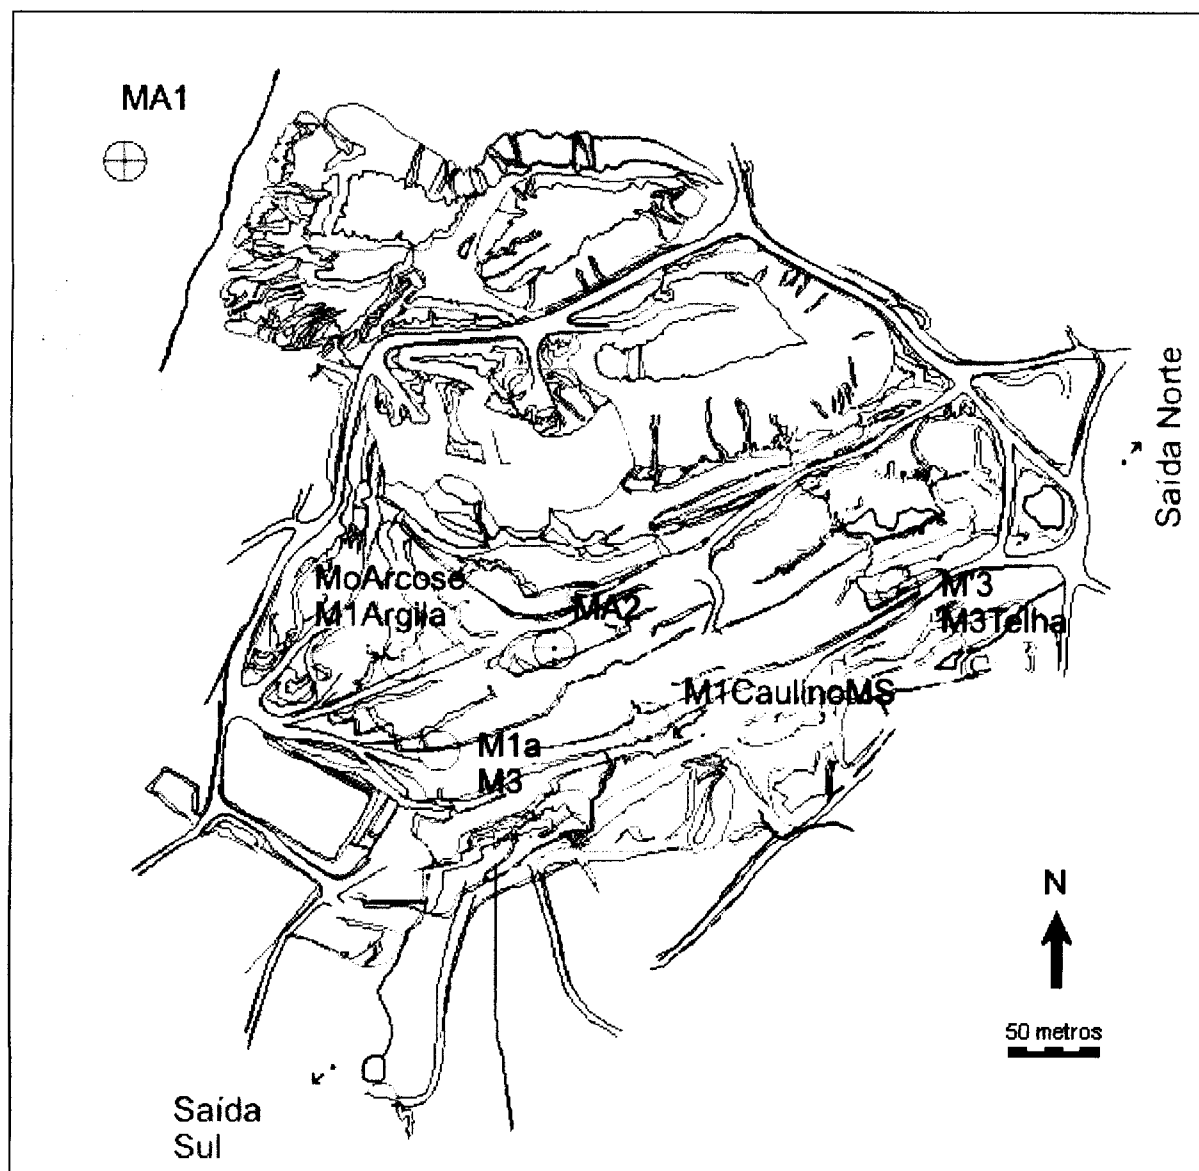 MA1
Saída Norte
MoArcose
M1Argila
MA2
M'3
M3Telha
M1CaulinoMS
M1a
M3
N
50 metros
Saída
Sul